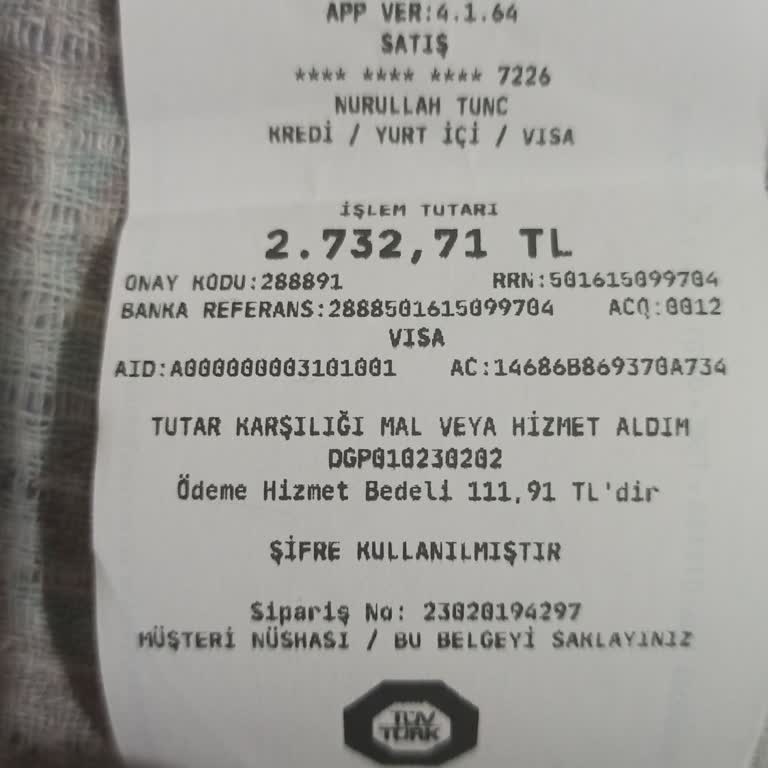 APP VER:4.1.64
SATIŞ
**** **** **** 7226
NURULLAH TUNC
KREDİ / YURT İÇİ / VISA
İŞLEM TUTARI
2.732,71 TL
ONAY KODU:288891 RRN:501615099704
BANKA REFERANS:2888501615099704 ACQ:0012
VISA
AID:A0000000003101001 AC:14686B869370A734
TUTAR KARŞILIĞI MAL VEYA HİZMET ALDIM
DGP010230202
Ödeme Hizmet Bedeli 111,91 TL'dir
ŞİFRE KULLANILMIŞTIR
Sipariş No: 23020194297
MÜŞTERİ NÜSHASI / BU BELGEYİ SAKLAYINIZ
TÜV
TÜRK